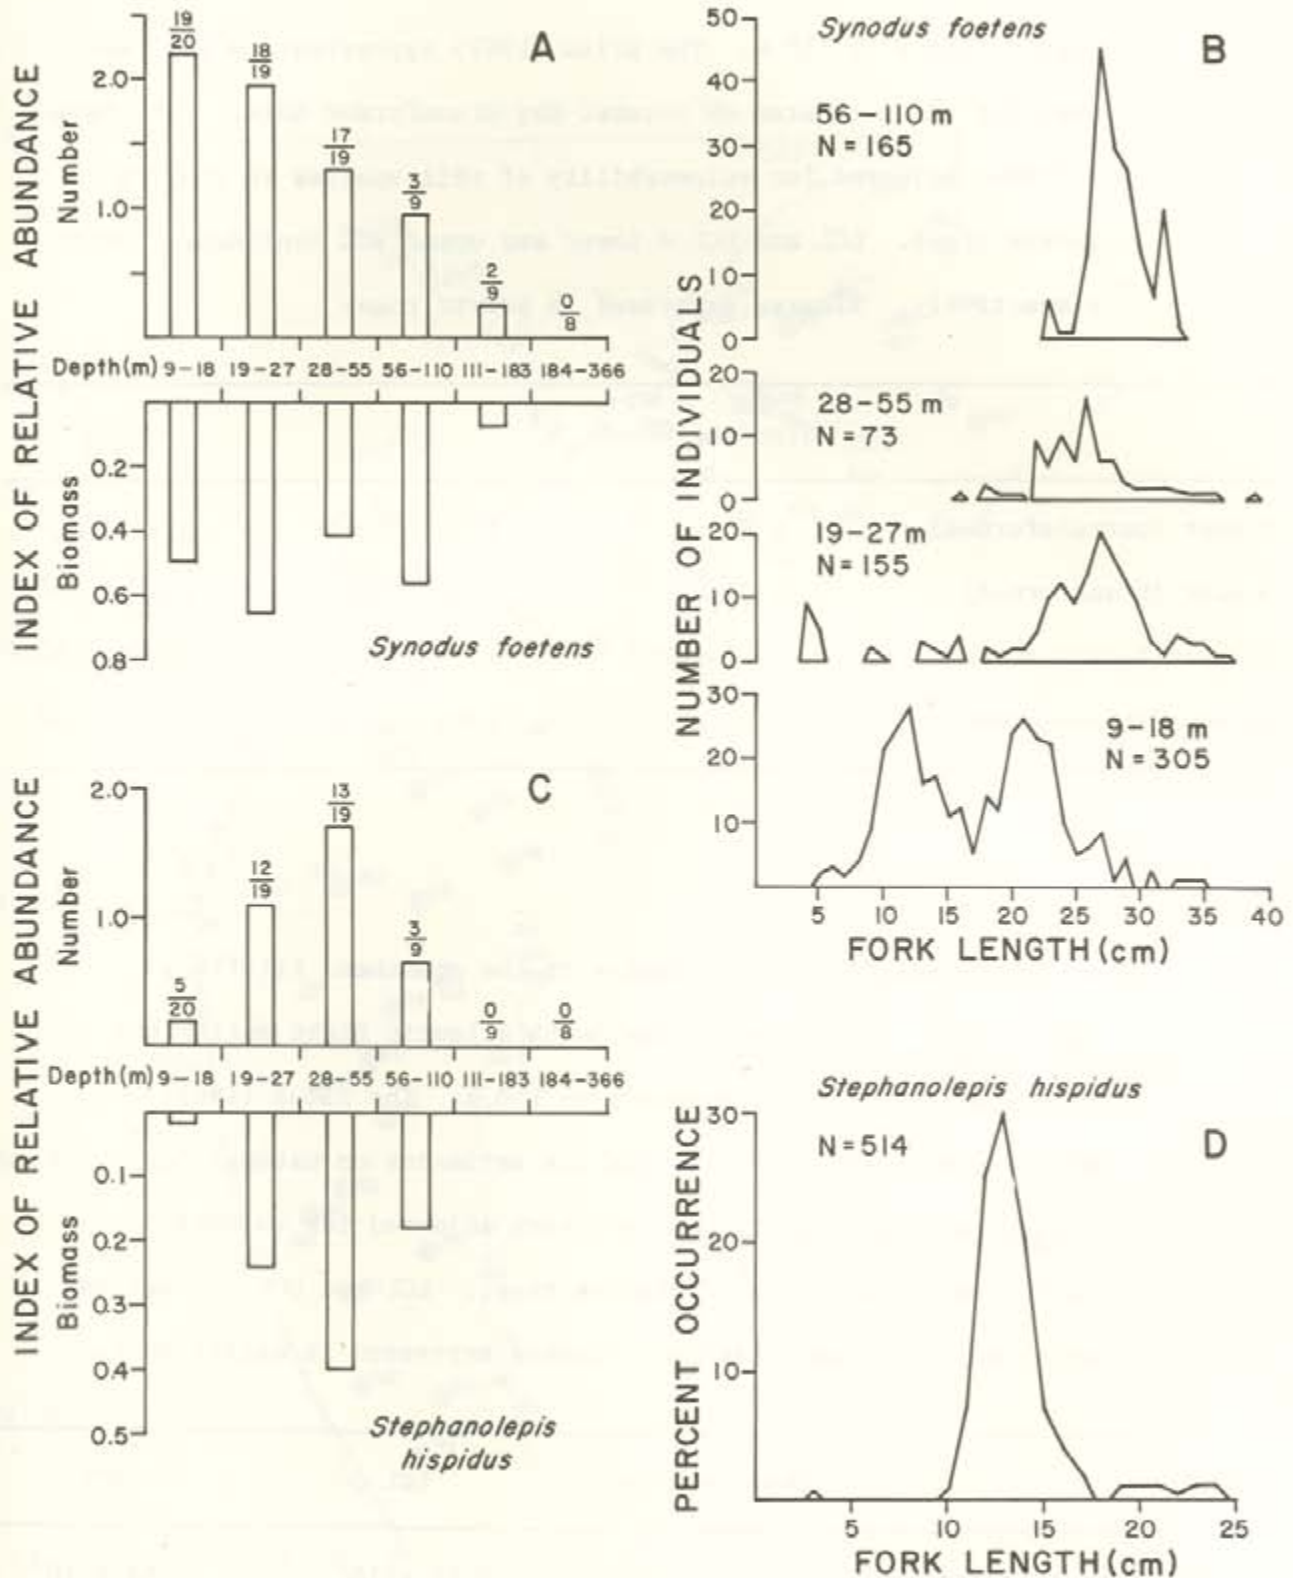 A
INDEX OF RELATIVE ABUNDANCE
Number
Biomass
2.0
1.0
19/20
18/19
17/19
3/9
2/9
0/8
Depth(m) 9-18 19-27 28-55 56-110 111-183 184-366
0.2
0.4
0.6
0.8
Synodus foetens
B
Synodus foetens
NUMBER OF INDIVIDUALS
50
40
30
20
10
0
56-110 m
N = 165
20
10
0
28-55 m
N = 73
20
10
0
19-27m
N = 155
30
20
10
9-18 m
N = 305
5 10 15 20 25 30 35 40
FORK LENGTH (cm)
C
INDEX OF RELATIVE ABUNDANCE
Number
Biomass
2.0
1.0
5/20
12/19
13/19
3/9
0/9
0/8
Depth(m) 9-18 19-27 28-55 56-110 111-183 184-366
0.1
0.2
0.3
0.4
0.5
Stephanolepis
hispidus
D
Stephanolepis hispidus
N = 514
PERCENT OCCURRENCE
30
20
10
5 10 15 20 25
FORK LENGTH (cm)